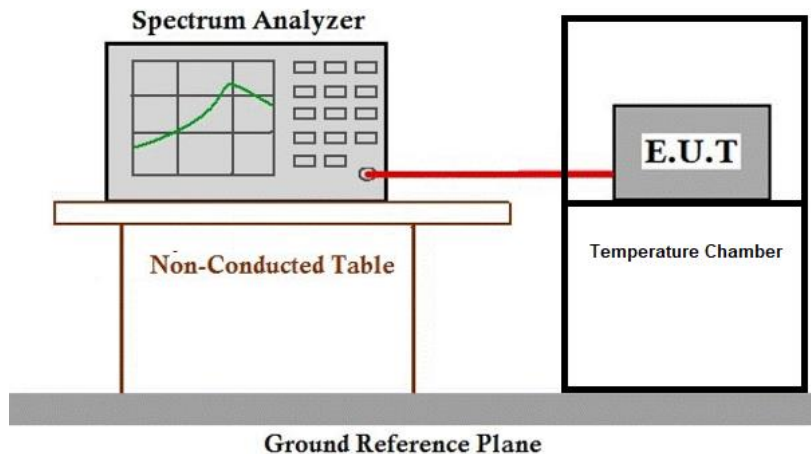 Spectrum Analyzer
E.U.T
Temperature Chamber
Non-Conducted Table
Ground Reference Plane